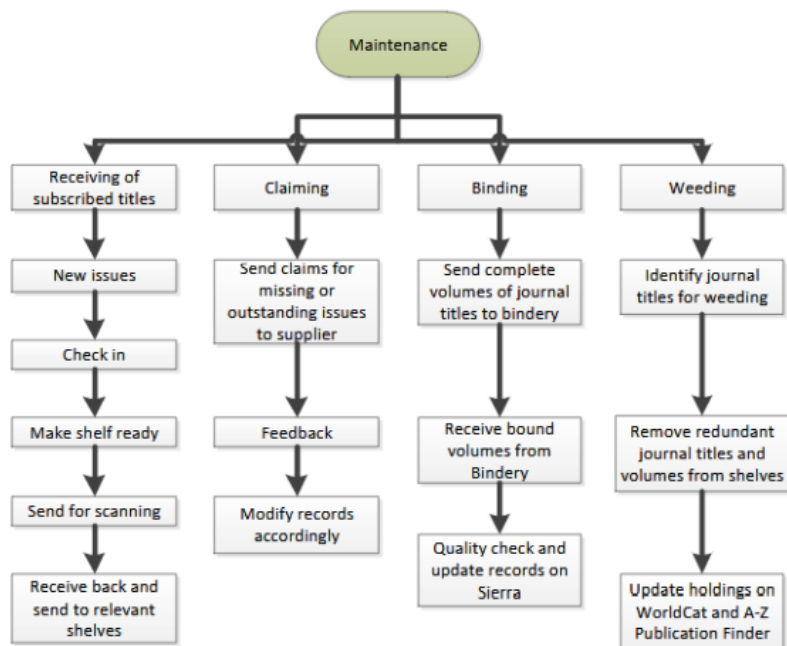 Maintenance
Receiving of
subscribed titles
New issues
Check in
Make shelf ready
Send for scanning
Receive back and
send to relevant
shelves
Claiming
Send claims for
missing or
outstanding issues
to supplier
Feedback
Modify records
accordingly
Binding
Send complete
volumes of journal
titles to bindery
Receive bound
volumes from
Bindery
Quality check and
update records on
Sierra
Weeding
Identify journal
titles for weeding
Remove redundant
journal titles and
volumes from shelves
Update holdings on
WorldCat and A-Z
Publication Finder